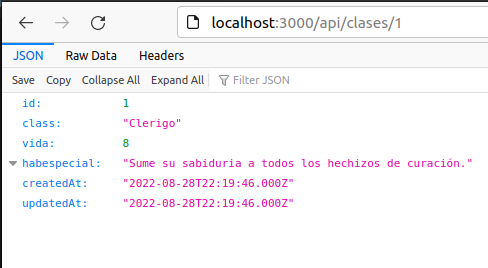 localhost:3000/api/clases/1
JSON Raw Data Headers
Save Copy Collapse All Expand All Filter JSON
id: 1
class: "Clerigo"
vida: 8
habespecial: "Sume su sabiduria a todos los hechizos de curación."
createdAt: "2022-08-28T22:19:46.000Z"
updatedAt: "2022-08-28T22:19:46.000Z"